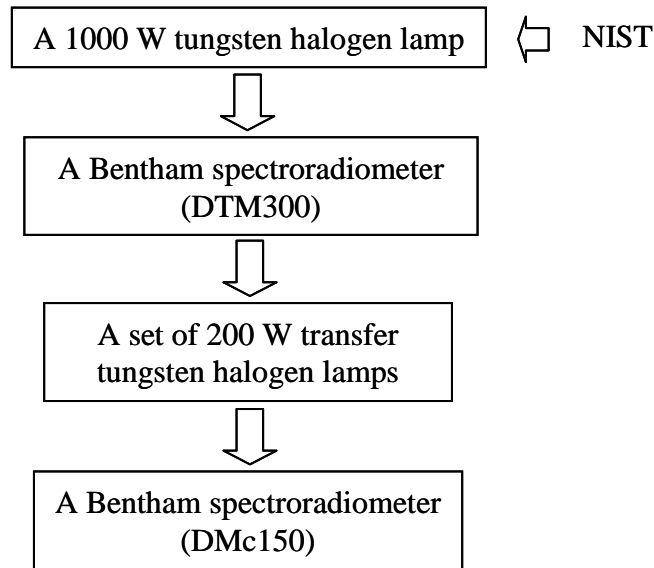 A 1000 W tungsten halogen lamp
NIST
A Bentham spectroradiometer
(DTM300)
A set of 200 W transfer
tungsten halogen lamps
A Bentham spectroradiometer
(DMc150)